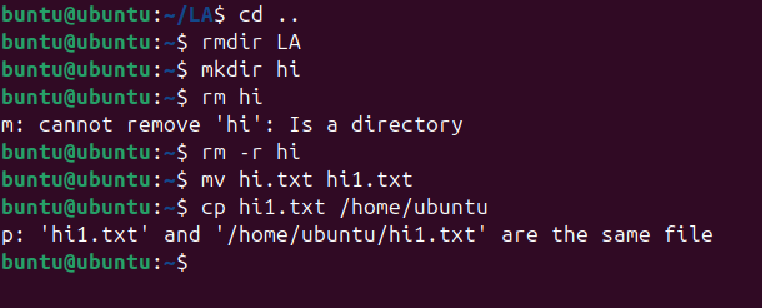 buntu@ubuntu:~/LA$ cd ..
buntu@ubuntu:~$ rmdir LA
buntu@ubuntu:~$ mkdir hi
buntu@ubuntu:~$ rm hi
m: cannot remove 'hi': Is a directory
buntu@ubuntu:~$ rm -r hi
buntu@ubuntu:~$ mv hi.txt hi1.txt
buntu@ubuntu:~$ cp hi1.txt /home/ubuntu
p: 'hi1.txt' and '/home/ubuntu/hi1.txt' are the same file
buntu@ubuntu:~$